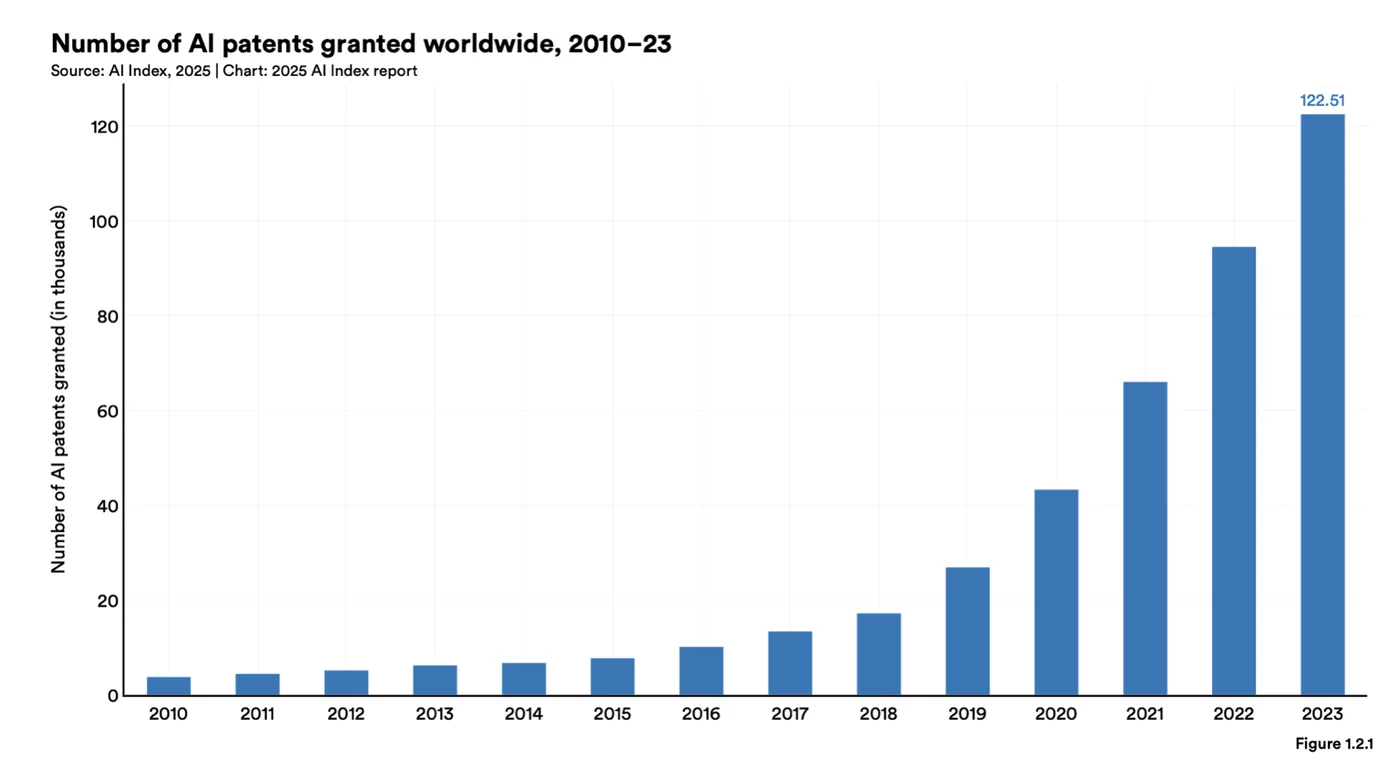 Number of AI patents granted worldwide, 2010–23
Source: AI Index, 2025 | Chart: 2025 AI Index report
Number of AI patents granted (in thousands)
120
100
80
60
40
20
0
122.51
2010 2011 2012 2013 2014 2015 2016 2017 2018 2019 2020 2021 2022 2023
Figure 1.2.1